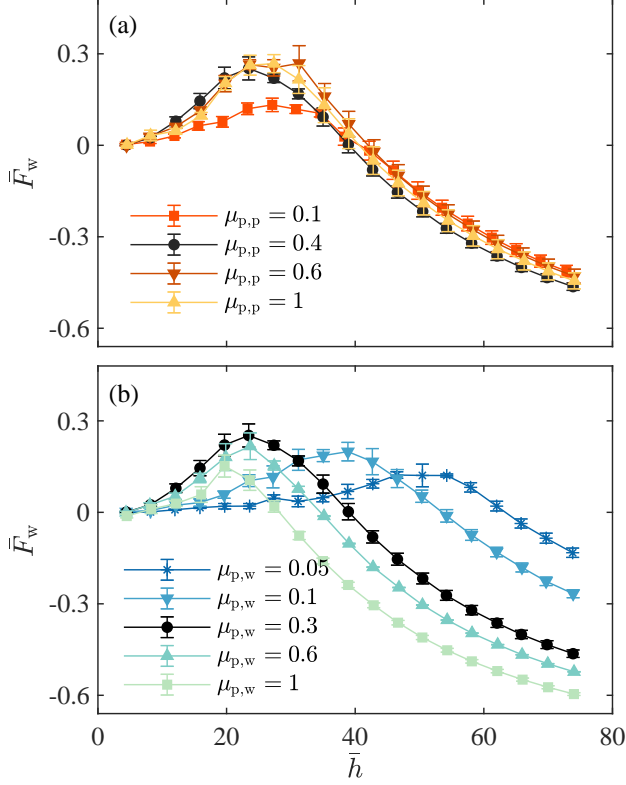 (a)
0.3
0
-0.3
-0.6
F̄w
μp,p = 0.1
μp,p = 0.4
μp,p = 0.6
μp,p = 1
(b)
0.3
0
-0.3
-0.6
F̄w
μp,w = 0.05
μp,w = 0.1
μp,w = 0.3
μp,w = 0.6
μp,w = 1
0 20 40 60 80
h̄